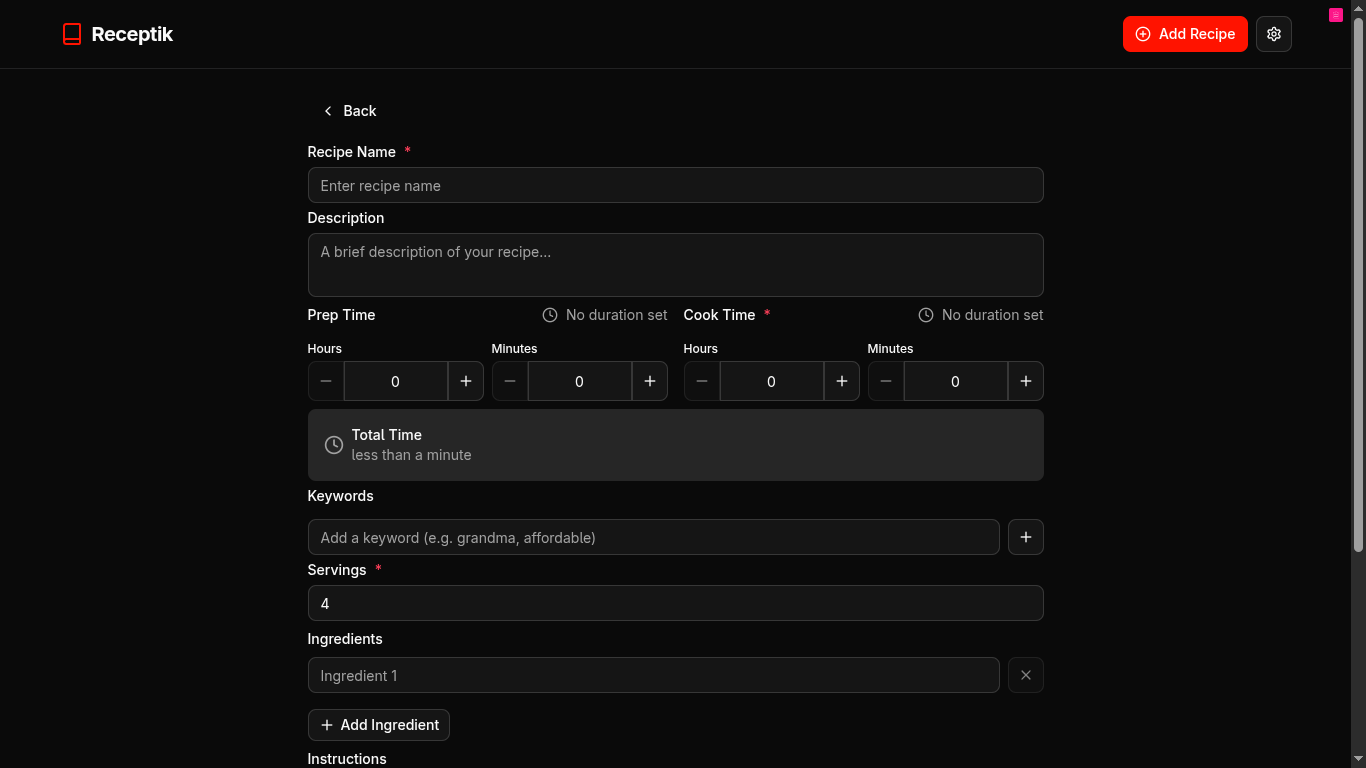 Receptik
Add Recipe
Back
Recipe Name *
Enter recipe name
Description
A brief description of your recipe...
Prep Time No duration set Cook Time * No duration set
Hours Minutes Hours Minutes
0 0 0 0
Total Time
less than a minute
Keywords
Add a keyword (e.g. grandma, affordable)
Servings *
4
Ingredients
Ingredient 1
Add Ingredient
Instructions